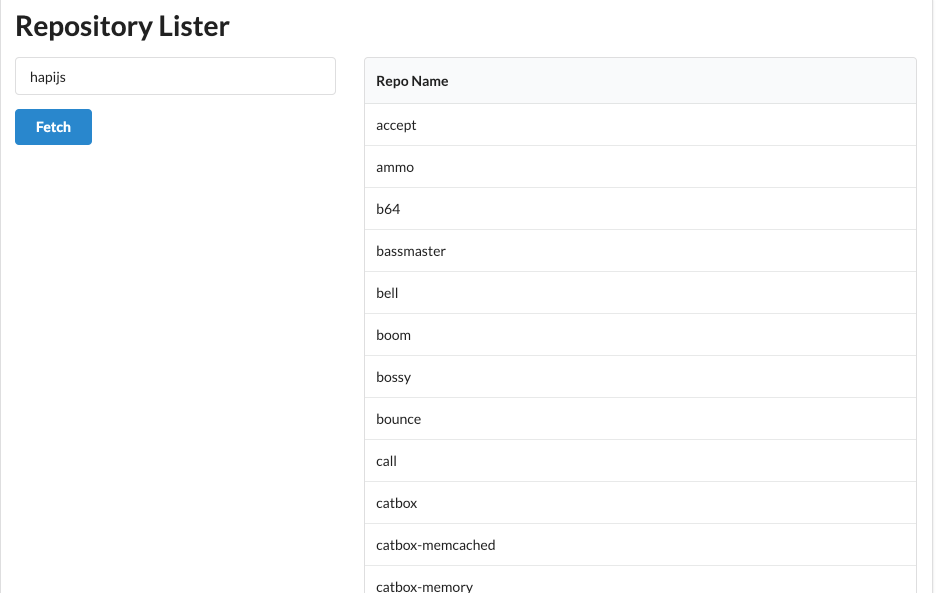 Repository Lister
hapijs
Fetch
Repo Name
accept
ammo
b64
bassmaster
bell
boom
bossy
bounce
call
catbox
catbox-memcached
catbox-memory